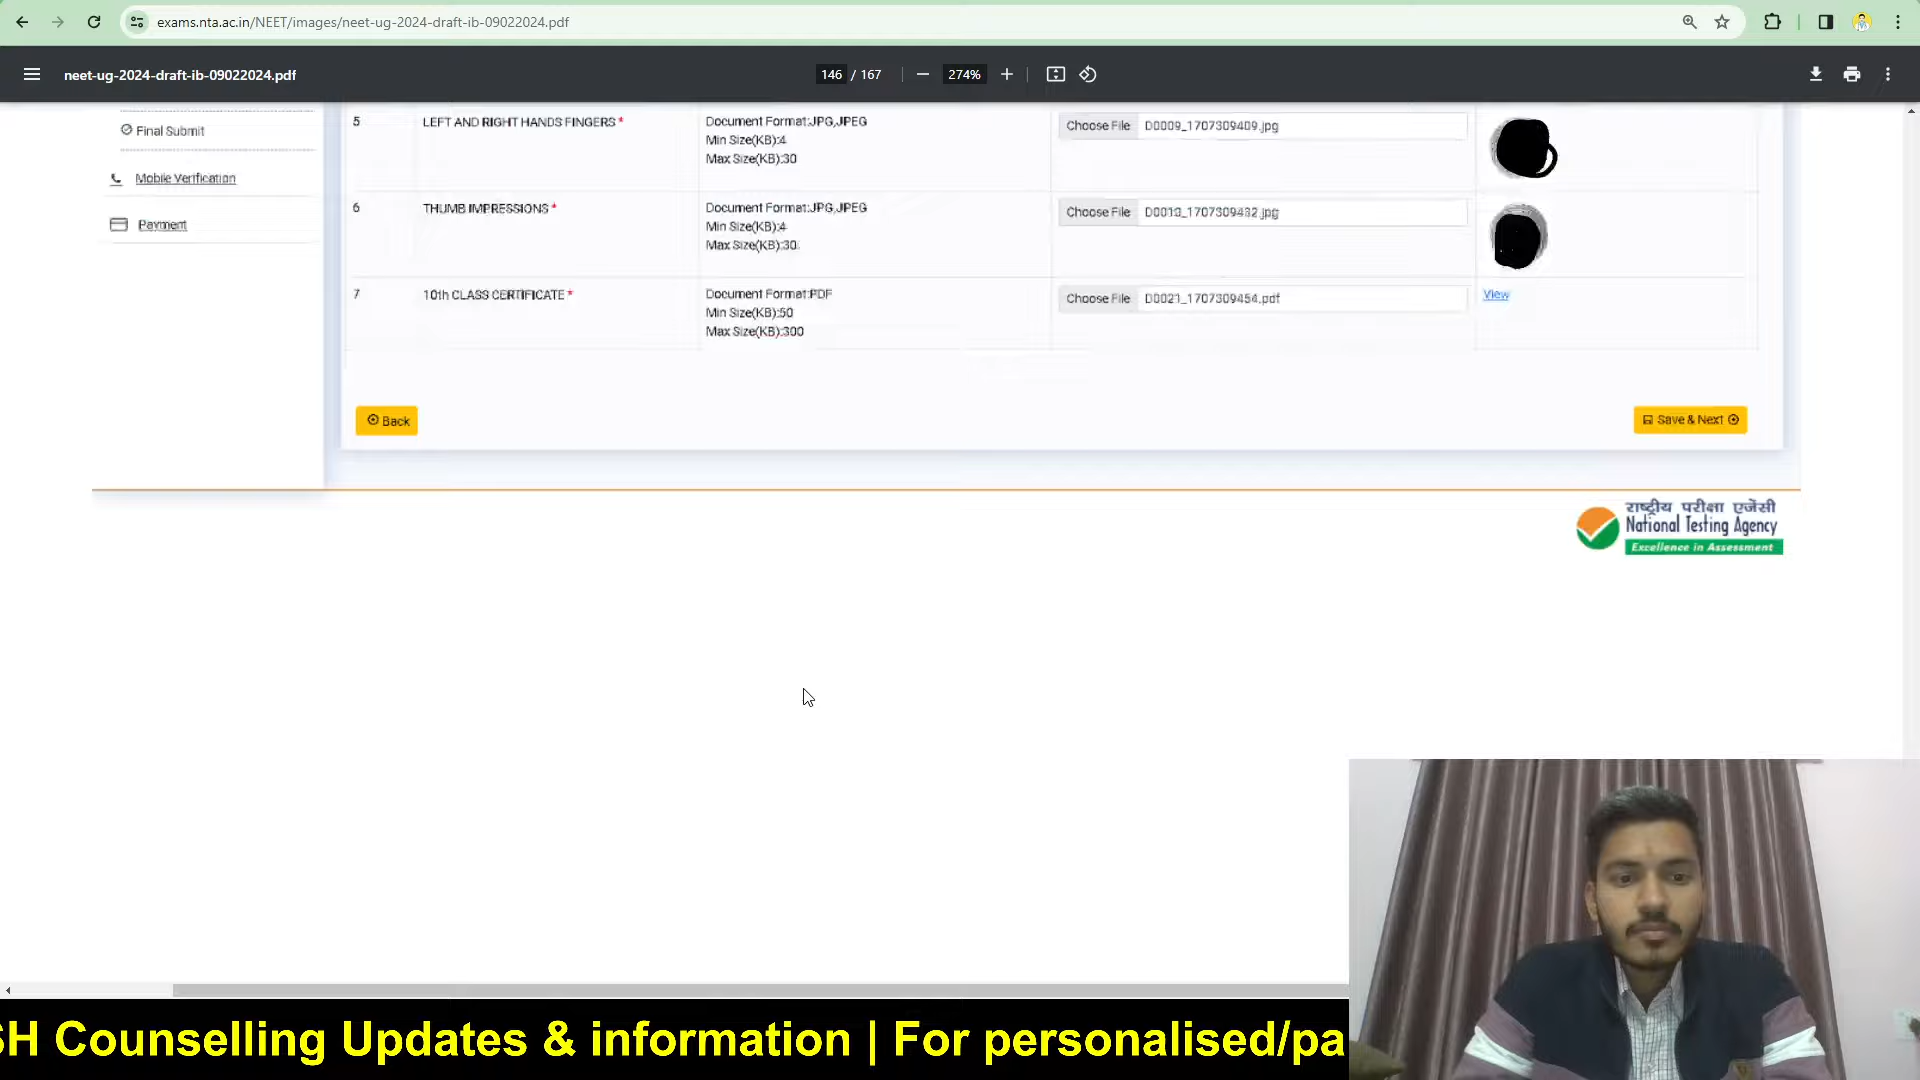 exams.nta.ac.in/NEET/images/neet-ug-2024-draft-ib-09022024.pdf
neet-ug-2024-draft-ib-09022024.pdf
146 / 167
274%
Final Submit
Mobile Verification
Payment
5 LEFT AND RIGHT HANDS FINGERS * Document Format:JPG,JPEG Choose File D0009_1707309409.jpg
Min Size(KB):4
Max Size(KB):30
6 THUMB IMPRESSIONS * Document Format:JPG,JPEG Choose File D0013_1707309432.jpg
Min Size(KB):4
Max Size(KB):30
7 10th CLASS CERTIFICATE * Document Format:PDF Choose File D0021_1707309454.pdf View
Min Size(KB):50
Max Size(KB):300
Back
Save & Next
राष्ट्रीय परीक्षा एजेंसी
National Testing Agency
Excellence in Assessment
SH Counselling Updates & information | For personalised/pa